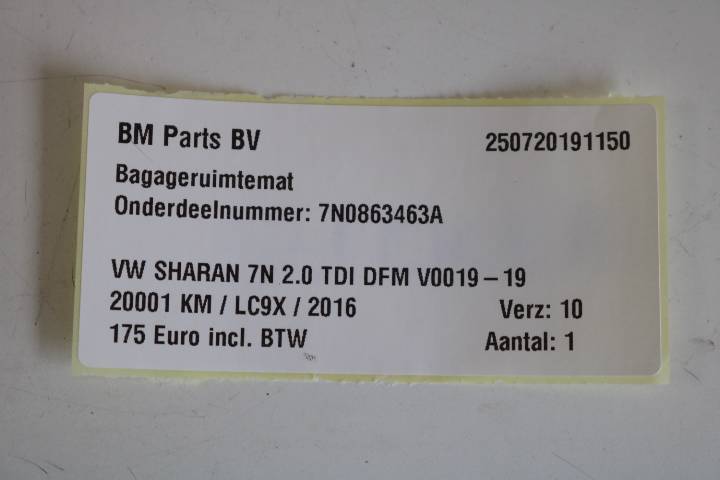 BM Parts BV 250720191150
Bagageruimtemat
Onderdeelnummer: 7N0863463A
VW SHARAN 7N 2.0 TDI DFM V0019 – 19
20001 KM / LC9X / 2016 Verz: 10
175 Euro incl. BTW Aantal: 1